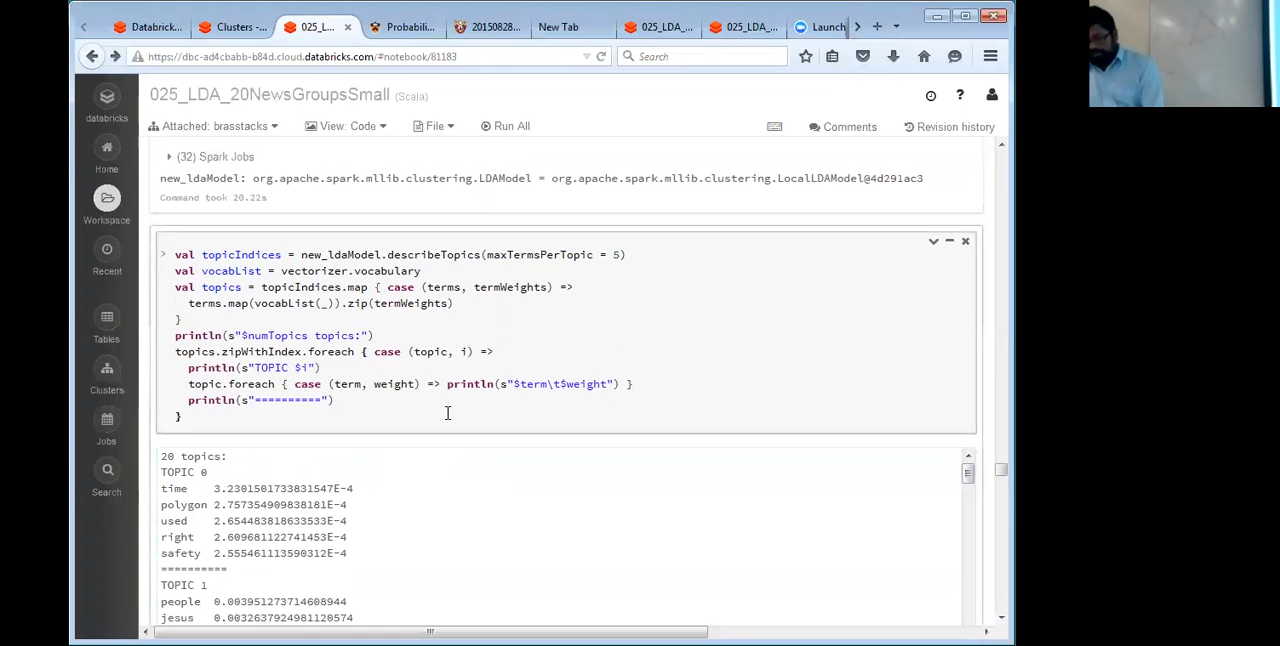 Databrick...
Clusters -...
025_L...
Probabili...
20150828...
New Tab
025_LDA_...
025_LDA_...
Launch
https://dbc-ad4cbabb-b84d.cloud.databricks.com/#notebook/81183
Search
025_LDA_20NewsGroupsSmall (Scala)
Attached: brasstacks
View: Code
File
Run All
Comments
Revision history
databricks
Home
Workspace
Recent
Tables
Clusters
Jobs
Search
(32) Spark Jobs
new_ldaModel: org.apache.spark.mllib.clustering.LDAModel = org.apache.spark.mllib.clustering.LocalLDAModel@4d291ac3
Command took 20.22s
> val topicIndices = new_ldaModel.describeTopics(maxTermsPerTopic = 5)
val vocabList = vectorizer.vocabulary
val topics = topicIndices.map { case (terms, termWeights) =>
terms.map(vocabList(_)).zip(termWeights)
}
println(s"$numTopics topics:")
topics.zipWithIndex.foreach { case (topic, i) =>
println(s"TOPIC $i")
topic.foreach { case (term, weight) => println(s"$term\t$weight") }
println(s"==========")
}
20 topics:
TOPIC 0
time 3.2301501733831547E-4
polygon 2.757354909838181E-4
used 2.654483818633533E-4
right 2.609681122741453E-4
safety 2.555461113590312E-4
==========
TOPIC 1
people 0.003951273714608944
jesus 0.0032637924981120574